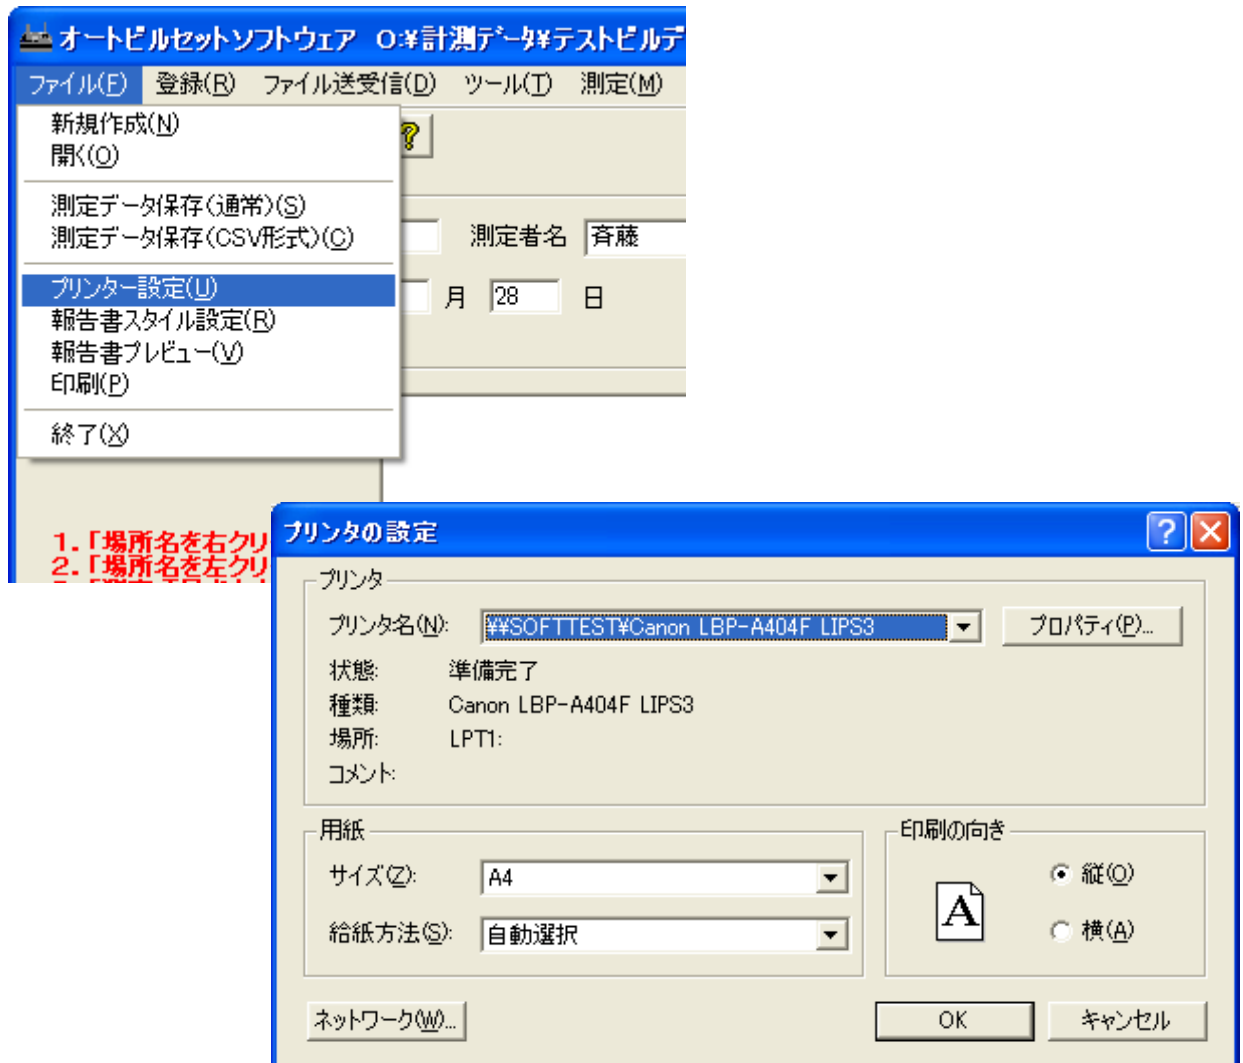 オートビルセットソフトウェア O:¥計測データ¥テストビルデ
ファイル(F) 登録(R) ファイル送受信(D) ツール(T) 測定(M)
新規作成(N)
開く(O)
測定データ保存(通常)(S)
測定データ保存(CSV形式)(C)
測定者名 斉藤
プリンター設定(U)
月 28 日
報告書スタイル設定(R)
報告書プレビュー(V)
印刷(P)
終了(X)
1.「場所名を右クリ
2.「場所名を左クリ
プリンタの設定
プリンタ
プリンタ名(N): ¥¥SOFTTEST¥Canon LBP-A404F LIPS3 プロパティ(P)...
状態: 準備完了
種類: Canon LBP-A404F LIPS3
場所: LPT1:
コメント:
用紙
サイズ(Z): A4
給紙方法(S): 自動選択
印刷の向き
A
縦(O)
横(A)
ネットワーク(W)...
OK
キャンセル